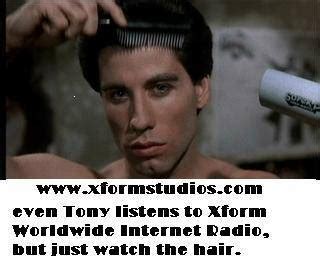 www.xformstudios.com
even Tony listens to Xform
Worldwide Internet Radio,
but just watch the hair.